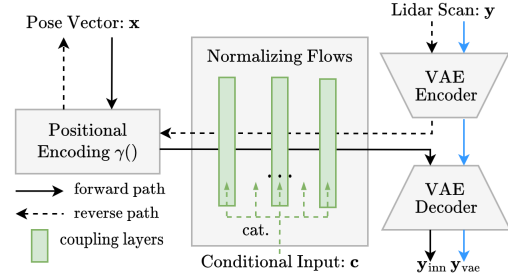 Pose Vector: x
Lidar Scan: y
Normalizing Flows
VAE
Encoder
Positional
Encoding γ()
...
VAE
Decoder
forward path
reverse path
coupling layers
cat.
Conditional Input: c
y_inn y_vae